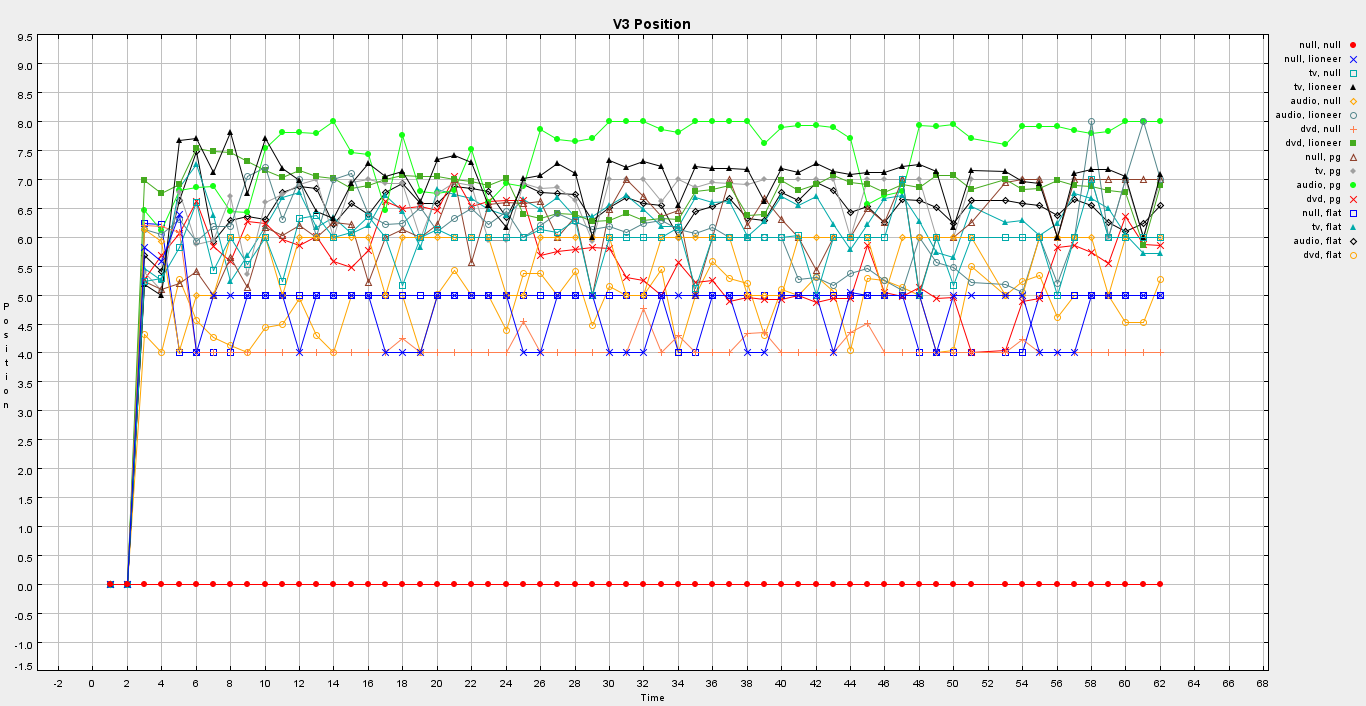 V3 Position
9.5
9.0
8.5
8.0
7.5
7.0
6.5
6.0
5.5
5.0
4.5
4.0
3.5
3.0
2.5
2.0
1.5
1.0
0.5
0.0
-0.5
-1.0
-1.5
Position
-2 0 2 4 6 8 10 12 14 16 18 20 22 24 26 28 30 32 34 36 38 40 42 44 46 48 50 52 54 56 58 60 62 64 66 68
Time
null, null
null, lioneer
tv, null
tv, lioneer
audio, null
audio, lioneer
dvd, null
dvd, lioneer
null, pg
tv, pg
audio, pg
dvd, pg
null, flat
tv, flat
audio, flat
dvd, flat